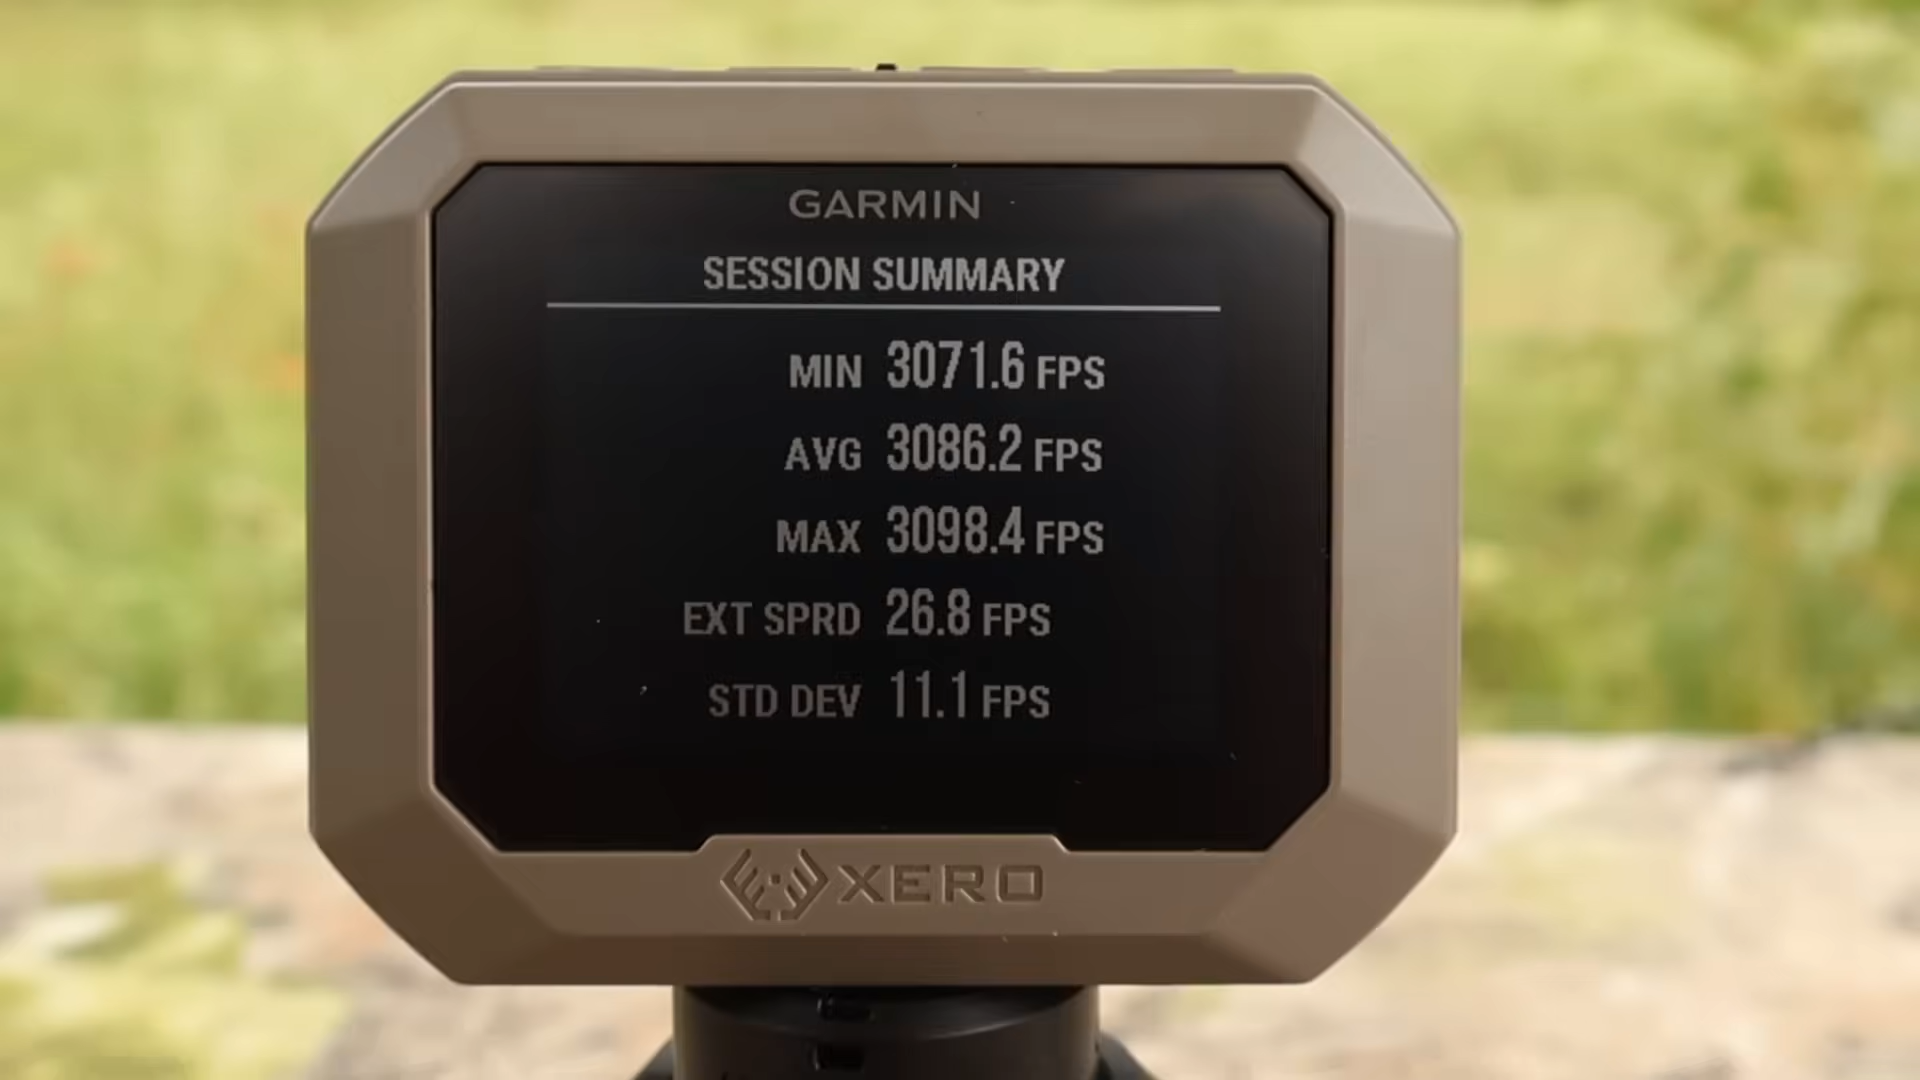 GARMIN
SESSION SUMMARY
MIN 3071.6 FPS
AVG 3086.2 FPS
MAX 3098.4 FPS
EXT SPRD 26.8 FPS
STD DEV 11.1 FPS
XERO